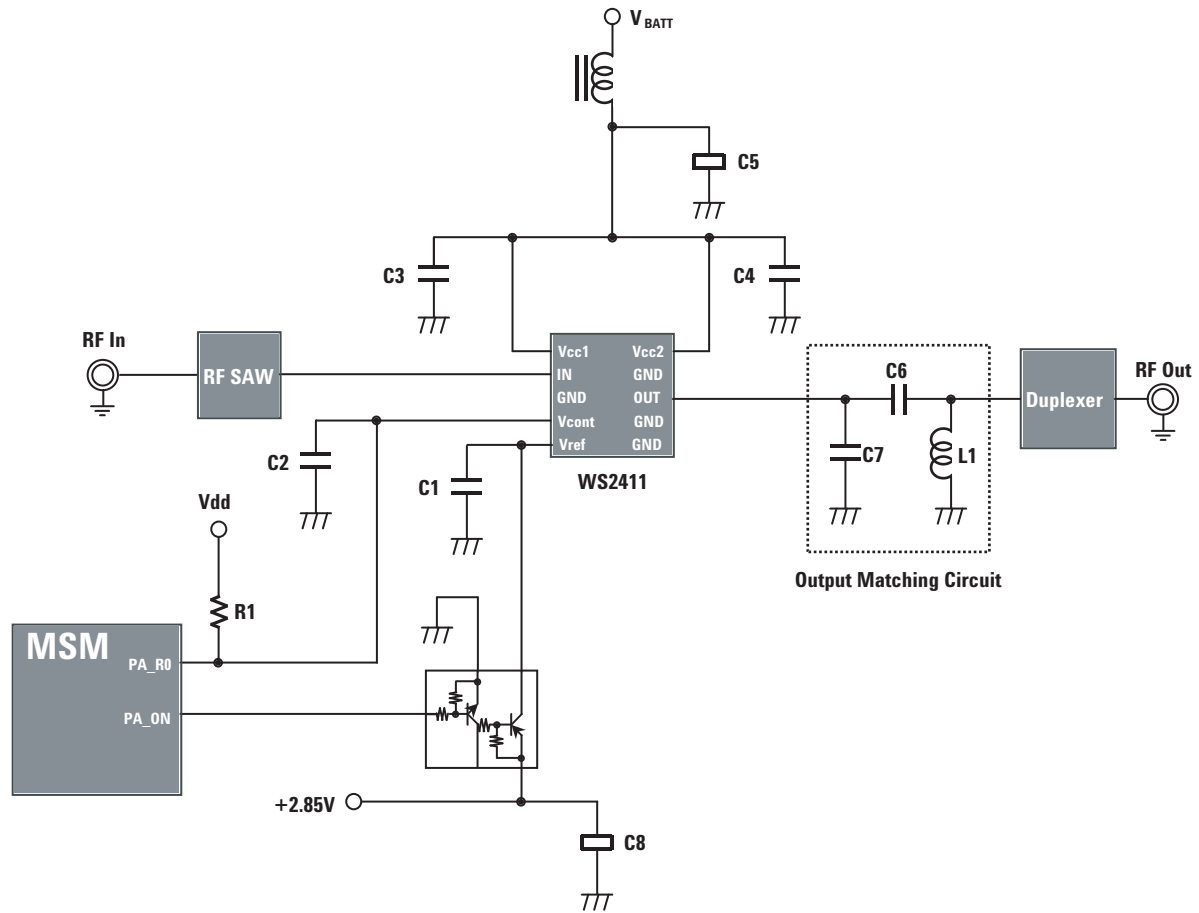 V BATT
C5
C3
C4
RF In
RF SAW
Vcc1
Vcc2
IN
GND
GND
OUT
Vcont
GND
Vref
GND
WS2411
C6
C7
L1
Duplexer
RF Out
Output Matching Circuit
C2
C1
Vdd
R1
MSM
PA_R0
PA_ON
+2.85V
C8